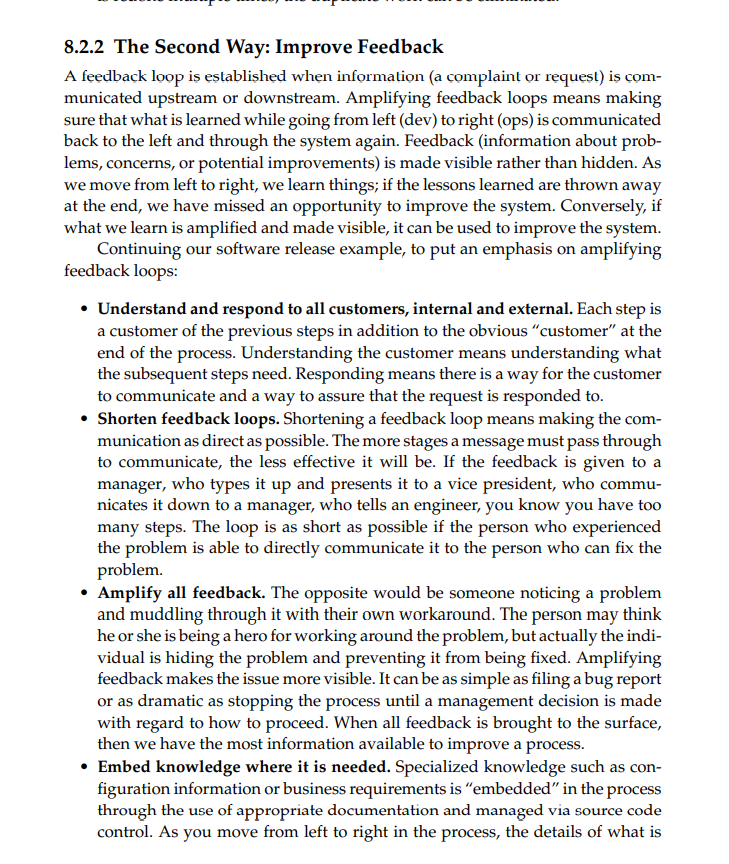 8.2.2 The Second Way: Improve Feedback
A feedback loop is established when information (a complaint or request) is com-
municated upstream or downstream. Amplifying feedback loops means making
sure that what is learned while going from left (dev) to right (ops) is communicated
back to the left and through the system again. Feedback (information about prob-
lems, concerns, or potential improvements) is made visible rather than hidden. As
we move from left to right, we learn things; if the lessons learned are thrown away
at the end, we have missed an opportunity to improve the system. Conversely, if
what we learn is amplified and made visible, it can be used to improve the system.
Continuing our software release example, to put an emphasis on amplifying
feedback loops:
• Understand and respond to all customers, internal and external. Each step is
a customer of the previous steps in addition to the obvious “customer” at the
end of the process. Understanding the customer means understanding what
the subsequent steps need. Responding means there is a way for the customer
to communicate and a way to assure that the request is responded to.
• Shorten feedback loops. Shortening a feedback loop means making the com-
munication as direct as possible. The more stages a message must pass through
to communicate, the less effective it will be. If the feedback is given to a
manager, who types it up and presents it to a vice president, who commu-
nicates it down to a manager, who tells an engineer, you know you have too
many steps. The loop is as short as possible if the person who experienced
the problem is able to directly communicate it to the person who can fix the
problem.
• Amplify all feedback. The opposite would be someone noticing a problem
and muddling through it with their own workaround. The person may think
he or she is being a hero for working around the problem, but actually the indi-
vidual is hiding the problem and preventing it from being fixed. Amplifying
feedback makes the issue more visible. It can be as simple as filing a bug report
or as dramatic as stopping the process until a management decision is made
with regard to how to proceed. When all feedback is brought to the surface,
then we have the most information available to improve a process.
• Embed knowledge where it is needed. Specialized knowledge such as con-
figuration information or business requirements is “embedded” in the process
through the use of appropriate documentation and managed via source code
control. As you move from left to right in the process, the details of what is